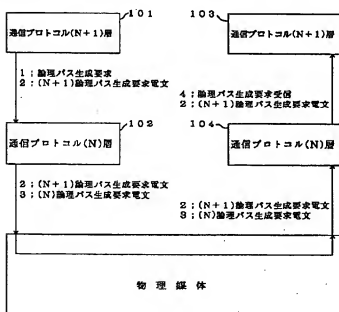 101
通信プロトコル(N+1)層
103
通信プロトコル(N+1)層
1;論理パス生成要求
2;(N+1)論理パス生成要求電文
4;論理パス生成要求受信
2;(N+1)論理パス生成要求電文
102
通信プロトコル(N)層
104
通信プロトコル(N)層
2;(N+1)論理パス生成要求電文
3;(N)論理パス生成要求電文
2;(N+1)論理パス生成要求電文
3;(N)論理パス生成要求電文
物理媒体